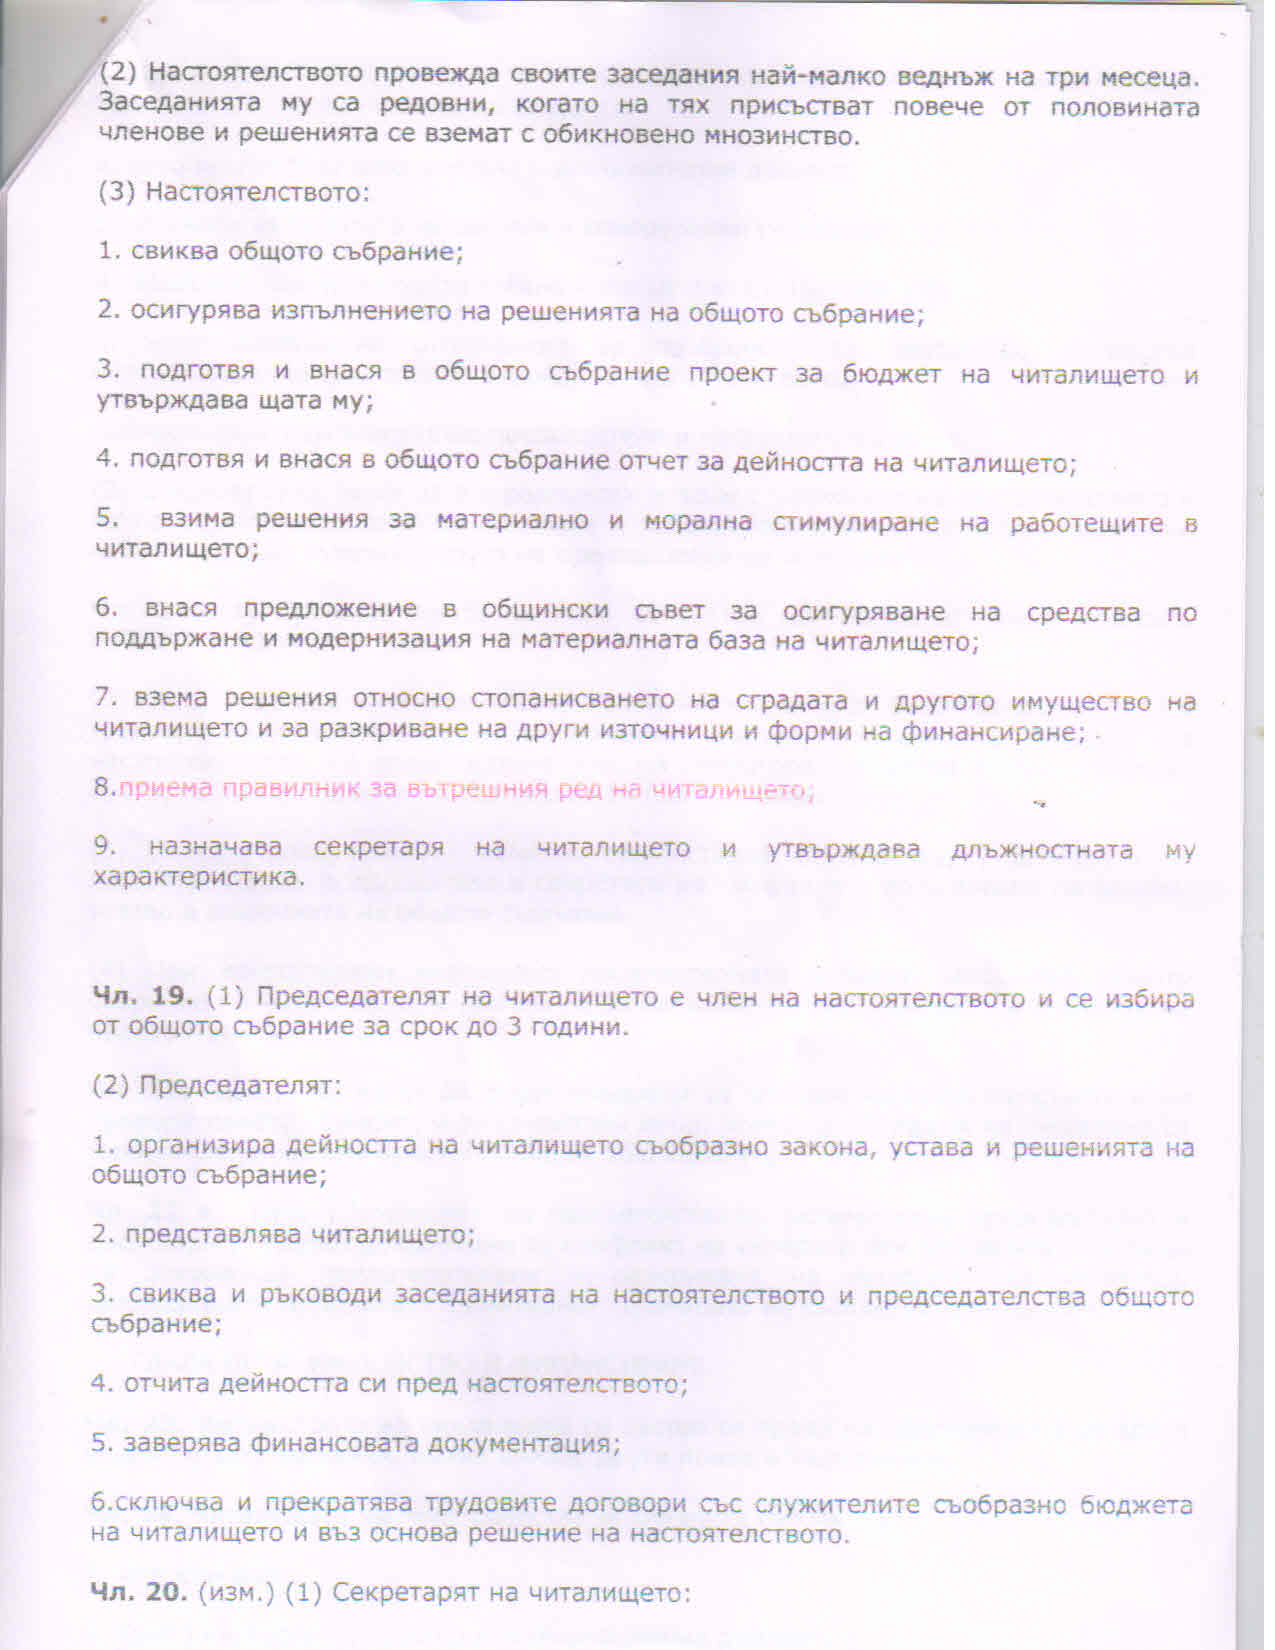 (2) Настоятелството провежда своите заседания най-малко веднъж на три месеца.
Заседанията му са редовни, когато на тях присъстват повече от половината
членове и решенията се вземат с обикновено мнозинство.
(3) Настоятелството:
1. свиква общото събрание;
2. осигурява изпълнението на решенията на общото събрание;
3. подготвя и внася в общото събрание проект за бюджет на читалището и
утвърждава щата му;
4. подготвя и внася в общото събрание отчет за дейността на читалището;
5. взима решения за материално и морална стимулиране на работещите в
читалището;
6. внася предложение в общински съвет за осигуряване на средства по
поддържане и модернизация на материалната база на читалището;
7. взема решения относно стопанисването на сградата и другото имущество на
читалището и за разкриване на други източници и форми на финансиране;
8.приема правилник за вътрешния ред на читалището;
9. назначава секретаря на читалището и утвърждава длъжностната му
характеристика.
Чл. 19. (1) Председателят на читалището е член на настоятелството и се избира
от общото събрание за срок до 3 години.
(2) Председателят:
1. организира дейността на читалището съобразно закона, устава и решенията на
общото събрание;
2. представлява читалището;
3. свиква и ръководи заседанията на настоятелството и председателства общото
събрание;
4. отчита дейността си пред настоятелството;
5. заверява финансовата документация;
6.сключва и прекратява трудовите договори със служителите съобразно бюджета
на читалището и въз основа решение на настоятелството.
Чл. 20. (изм.) (1) Секретарят на читалището: